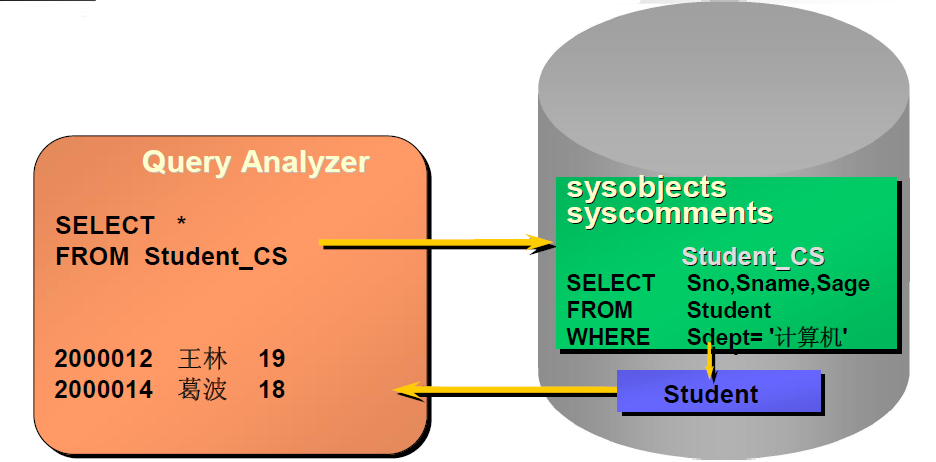 Query Analyzer
SELECT *
FROM Student_CS
2000012 王林 19
2000014 葛波 18
sysobjects
syscomments
Student_CS
SELECT Sno,Sname,Sage
FROM Student
WHERE Sdept= '计算机'
Student